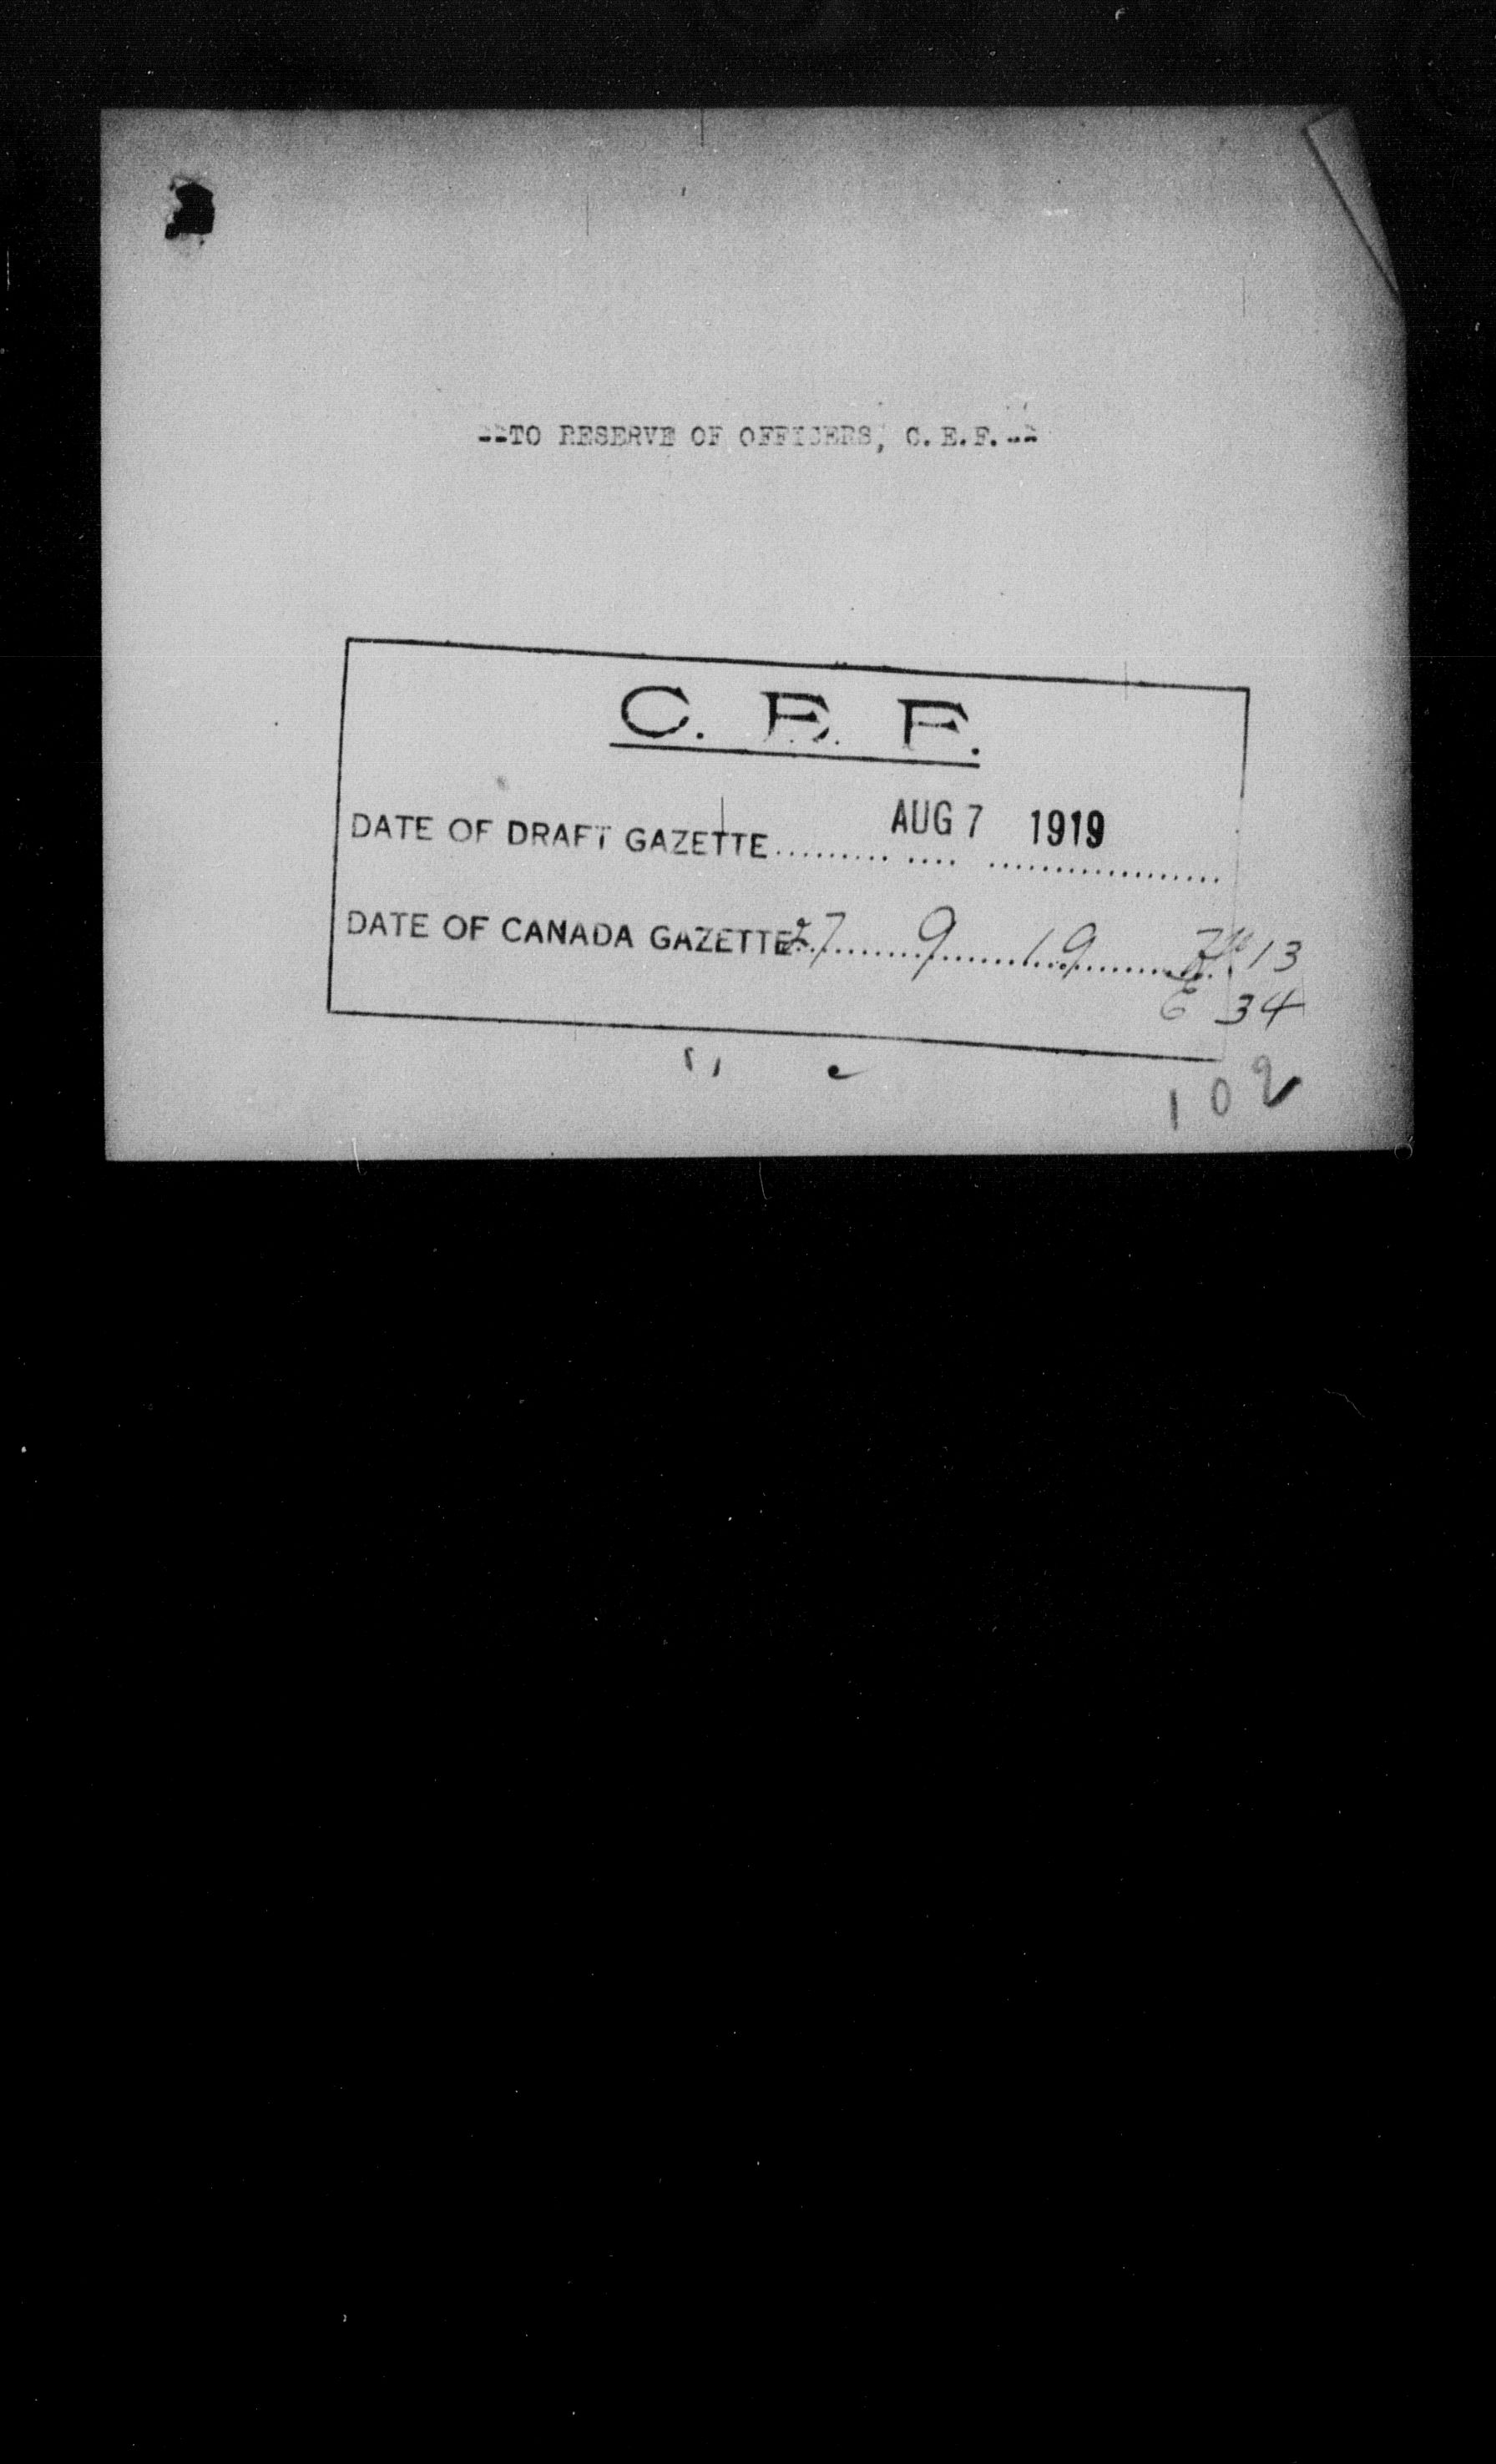 --TO RESERVE OF OFFICERS, C.E.F.--
C. E. F.
DATE OF DRAFT GAZETTE.......... AUG 7 1919
DATE OF CANADA GAZETTE 27 9 19 13
E 34
102